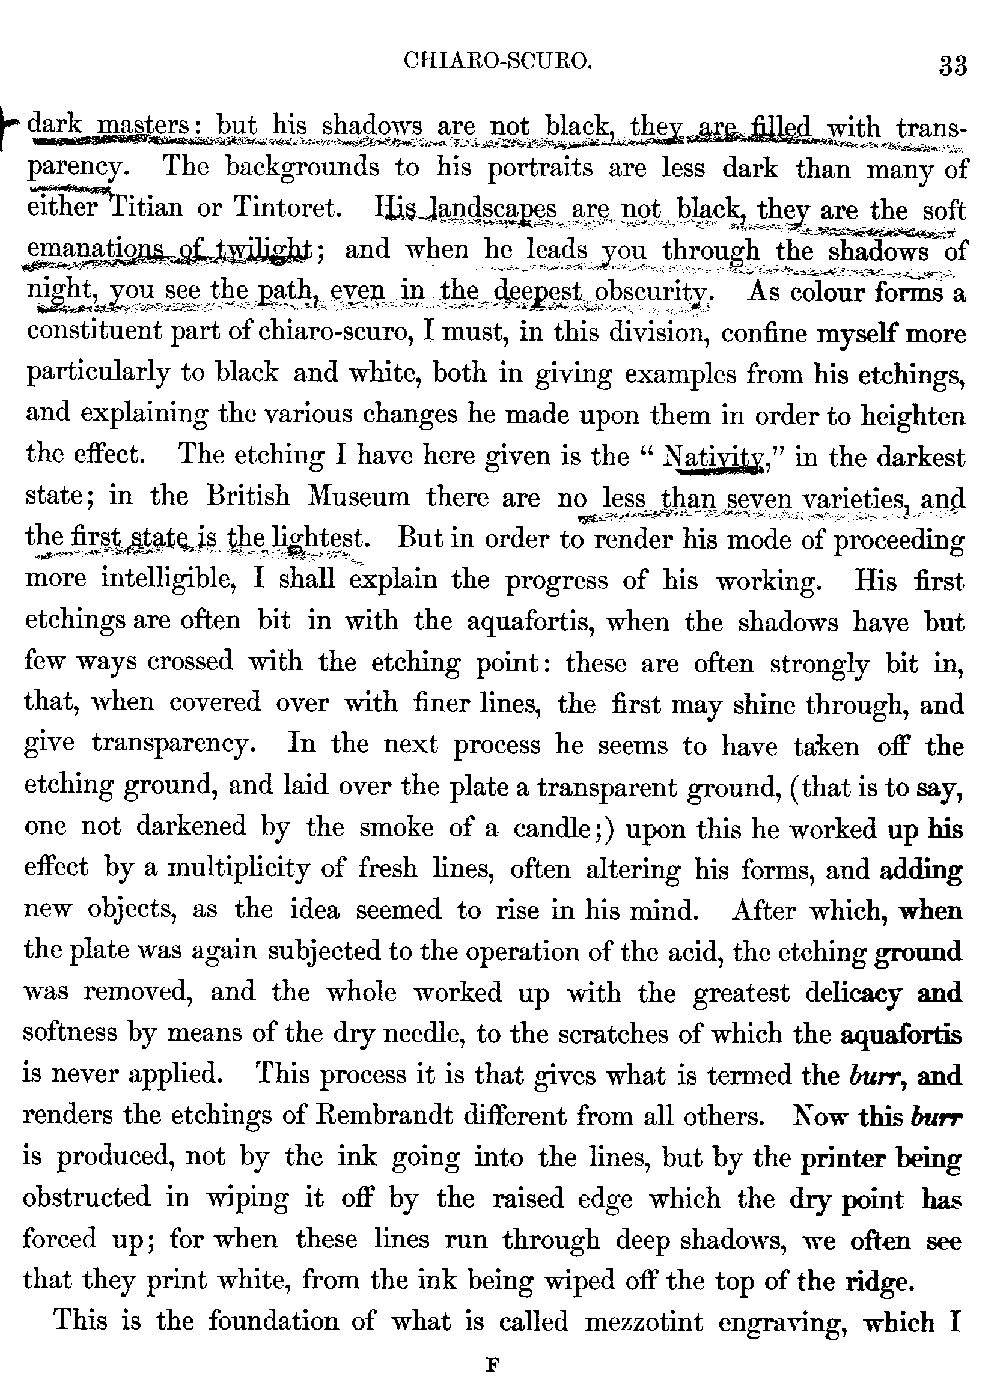 CHIARO-SCURO. 33
dark masters: but his shadows are not black, they are filled with trans-
parency. The backgrounds to his portraits are less dark than many of
either Titian or Tintoret. His landscapes are not black, they are the soft
emanations of twilight; and when he leads you through the shadows of
night, you see the path, even in the deepest obscurity. As colour forms a
constituent part of chiaro-scuro, I must, in this division, confine myself more
particularly to black and white, both in giving examples from his etchings,
and explaining the various changes he made upon them in order to heighten
the effect. The etching I have here given is the “ Nativity,” in the darkest
state; in the British Museum there are no less than seven varieties, and
the first state is the lightest. But in order to render his mode of proceeding
more intelligible, I shall explain the progress of his working. His first
etchings are often bit in with the aquafortis, when the shadows have but
few ways crossed with the etching point: these are often strongly bit in,
that, when covered over with finer lines, the first may shine through, and
give transparency. In the next process he seems to have taken off the
etching ground, and laid over the plate a transparent ground, (that is to say,
one not darkened by the smoke of a candle;) upon this he worked up his
effect by a multiplicity of fresh lines, often altering his forms, and adding
new objects, as the idea seemed to rise in his mind. After which, when
the plate was again subjected to the operation of the acid, the etching ground
was removed, and the whole worked up with the greatest delicacy and
softness by means of the dry needle, to the scratches of which the aquafortis
is never applied. This process it is that gives what is termed the burr, and
renders the etchings of Rembrandt different from all others. Now this burr
is produced, not by the ink going into the lines, but by the printer being
obstructed in wiping it off by the raised edge which the dry point has
forced up; for when these lines run through deep shadows, we often see
that they print white, from the ink being wiped off the top of the ridge.
This is the foundation of what is called mezzotint engraving, which I
F